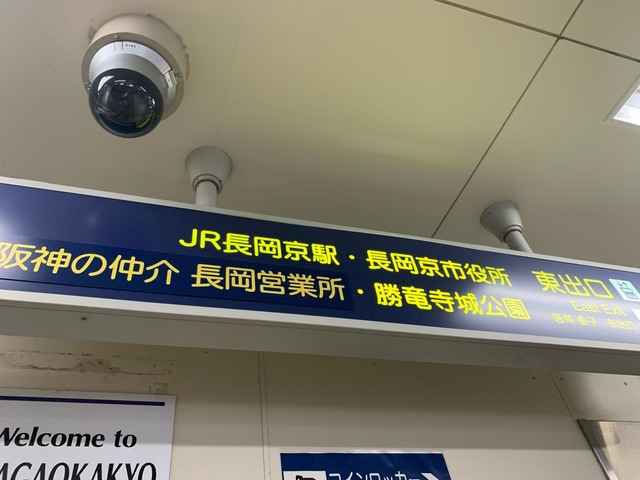 JR長岡京駅・長岡京市役所 東出口
阪神の仲介 長岡営業所・勝竜寺城公園
East Exit
Welcome to
NAGAOKAKYO
コインロッカー